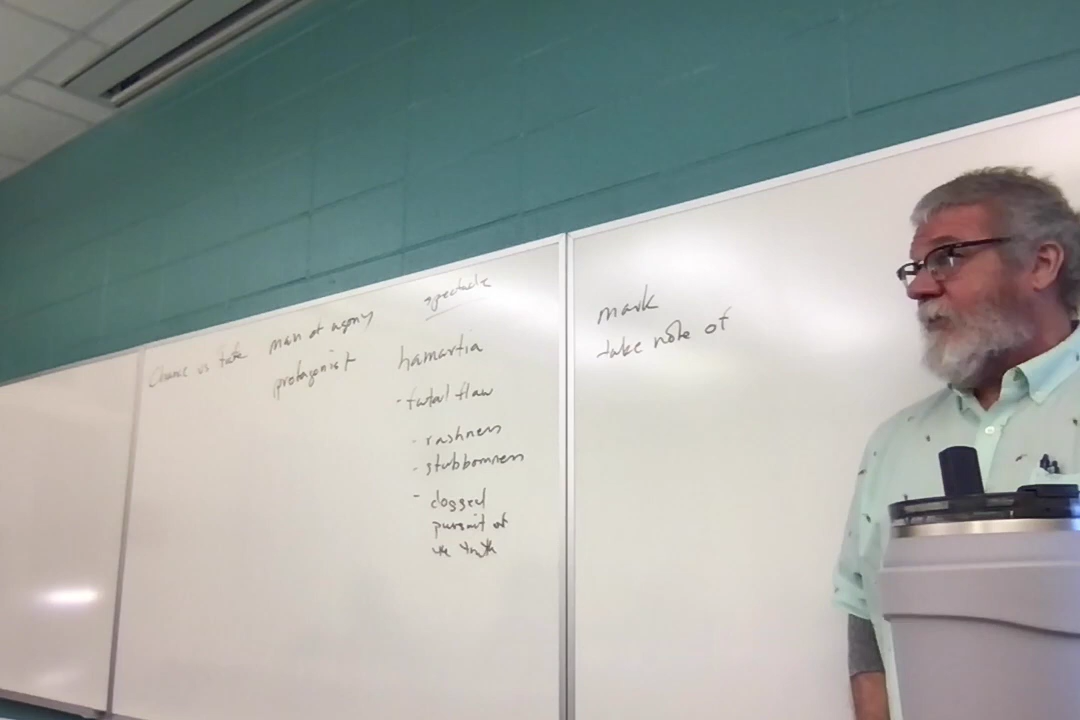 Chance vs fate
man of agony
protagonist
spectacle
hamartia
- fatal flaw
- rashness
- stubbornness
- dogged
pursuit of
the truth
mark
take note of